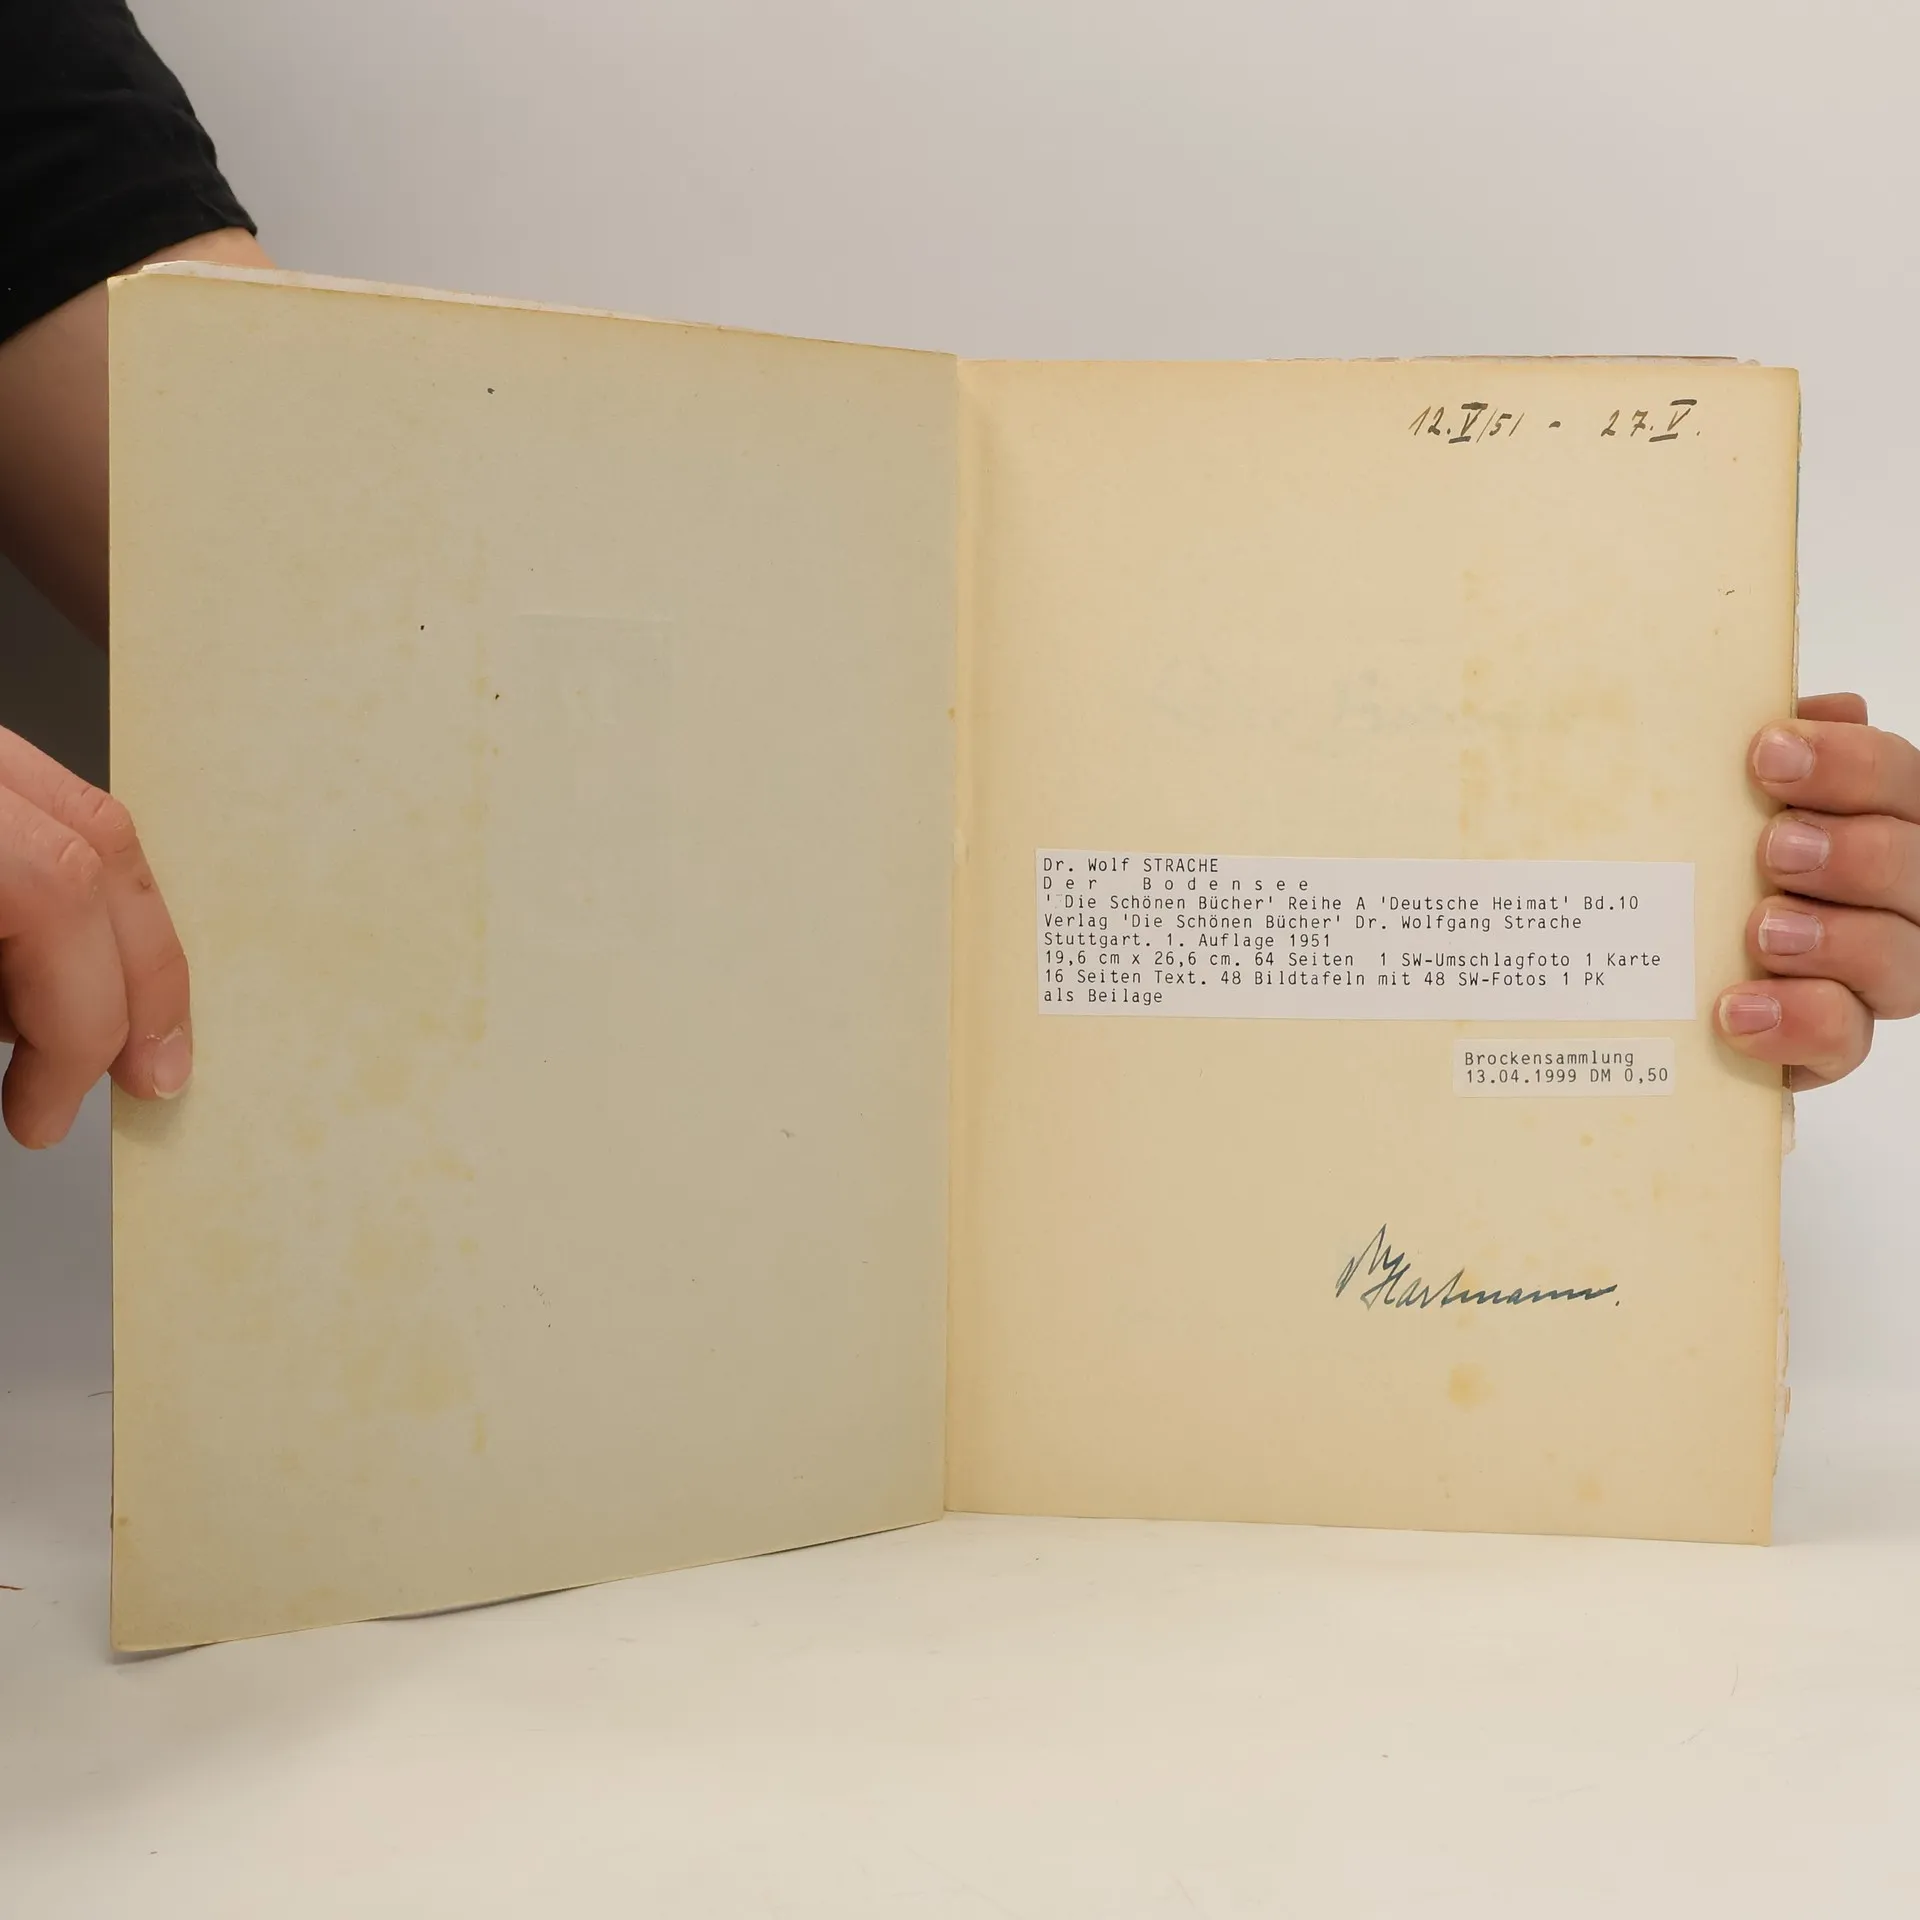 12.V/51 - 27.V.
Dr. Wolf STRACHE
Der Bodensee
'Die Schönen Bücher' Reihe A 'Deutsche Heimat' Bd.10
Verlag 'Die Schönen Bücher' Dr. Wolfgang Strache
Stuttgart. 1. Auflage 1951
19,6 cm x 26,6 cm. 64 Seiten 1 SW-Umschlagfoto 1 Karte
16 Seiten Text. 48 Bildtafeln mit 48 SW-Fotos 1 PK
als Beilage
Brockensammlung
13.04.1999 DM 0,50
Hartmann.